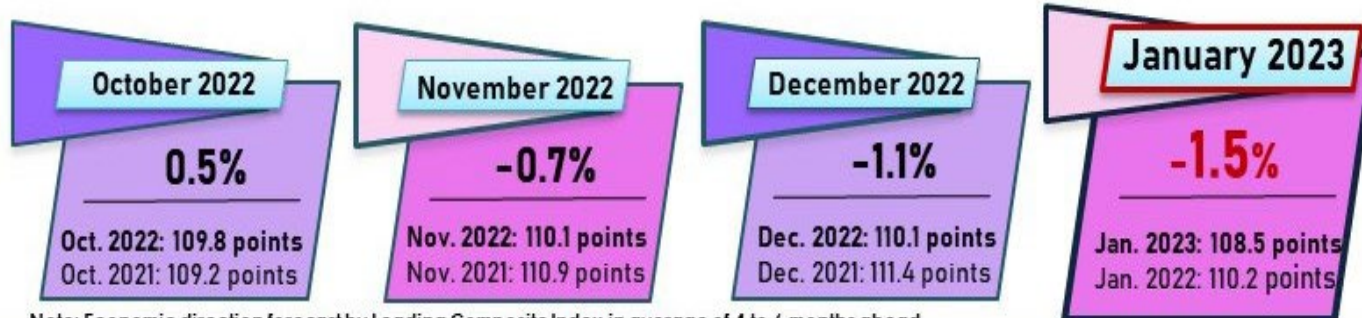 October 2022
0.5%
Oct. 2022: 109.8 points
Oct. 2021: 109.2 points
November 2022
-0.7%
Nov. 2022: 110.1 points
Nov. 2021: 110.9 points
December 2022
-1.1%
Dec. 2022: 110.1 points
Dec. 2021: 111.4 points
January 2023
-1.5%
Jan. 2023: 108.5 points
Jan. 2022: 110.2 points